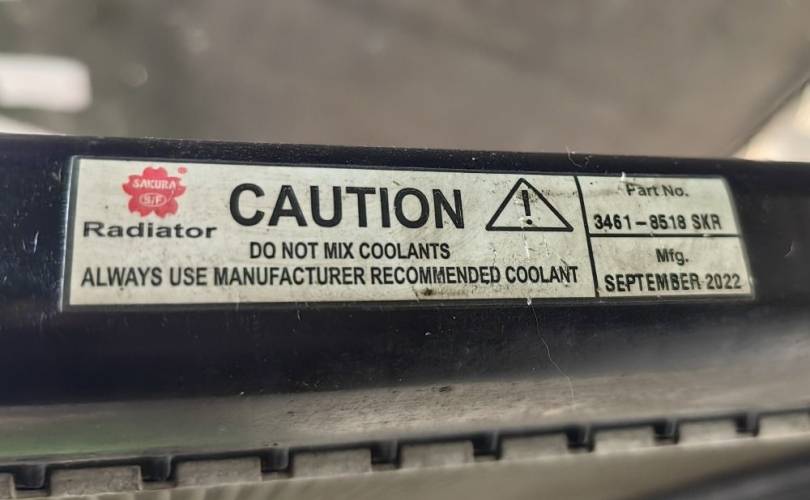 SAKURA
S/F
Radiator
CAUTION
!
DO NOT MIX COOLANTS
ALWAYS USE MANUFACTURER RECOMMENDED COOLANT
Part No.
3461-8518 SKR
Mfg.
SEPTEMBER 2022